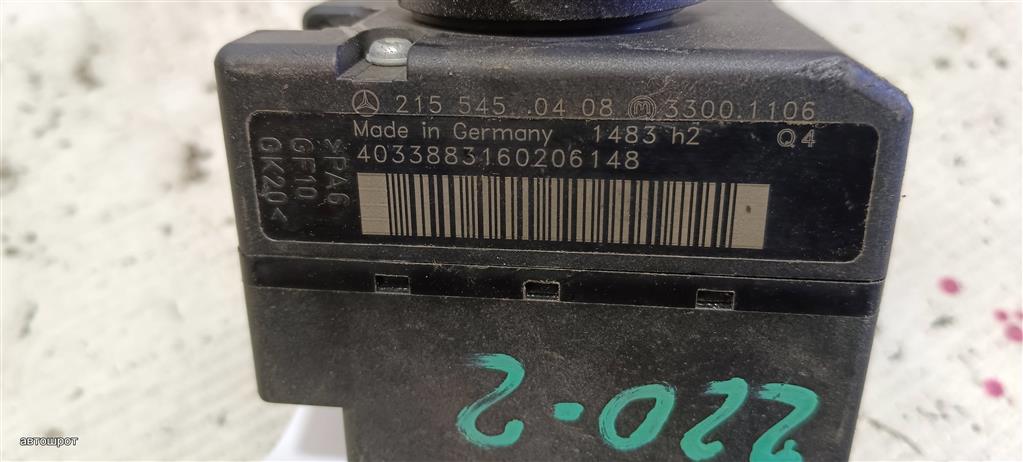 215 545 04 08 M 3300.1106
Made in Germany 1483 h2 Q4
4033883160206148
>PA6
GF10
GK20<
220-2
автошрот